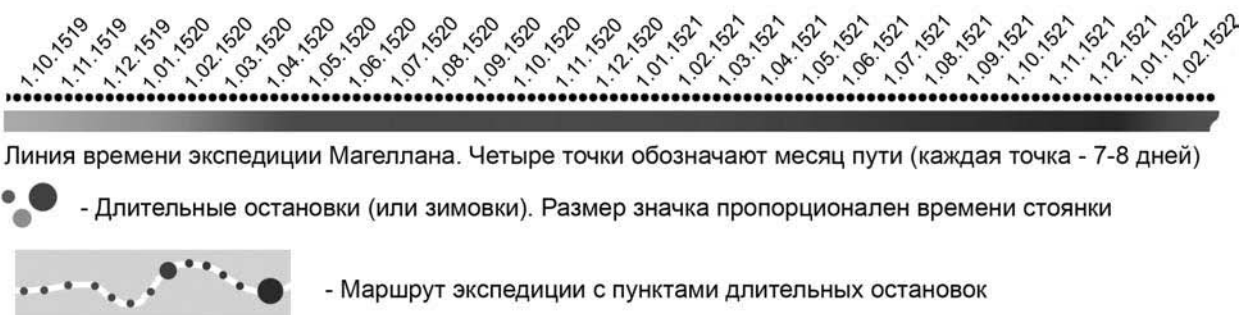 1.10.1519 1.11.1519 1.12.1519 1.01.1520 1.02.1520 1.03.1520 1.04.1520 1.05.1520 1.06.1520 1.07.1520 1.08.1520 1.09.1520 1.10.1520 1.11.1520 1.12.1520 1.01.1521 1.02.1521 1.03.1521 1.04.1521 1.05.1521 1.06.1521 1.07.1521 1.08.1521 1.09.1521 1.10.1521 1.11.1521 1.12.1521 1.01.1522 1.02.1522
Линия времени экспедиции Магеллана. Четыре точки обозначают месяц пути (каждая точка - 7-8 дней)
- Длительные остановки (или зимовки). Размер значка пропорционален времени стоянки
- Маршрут экспедиции с пунктами длительных остановок